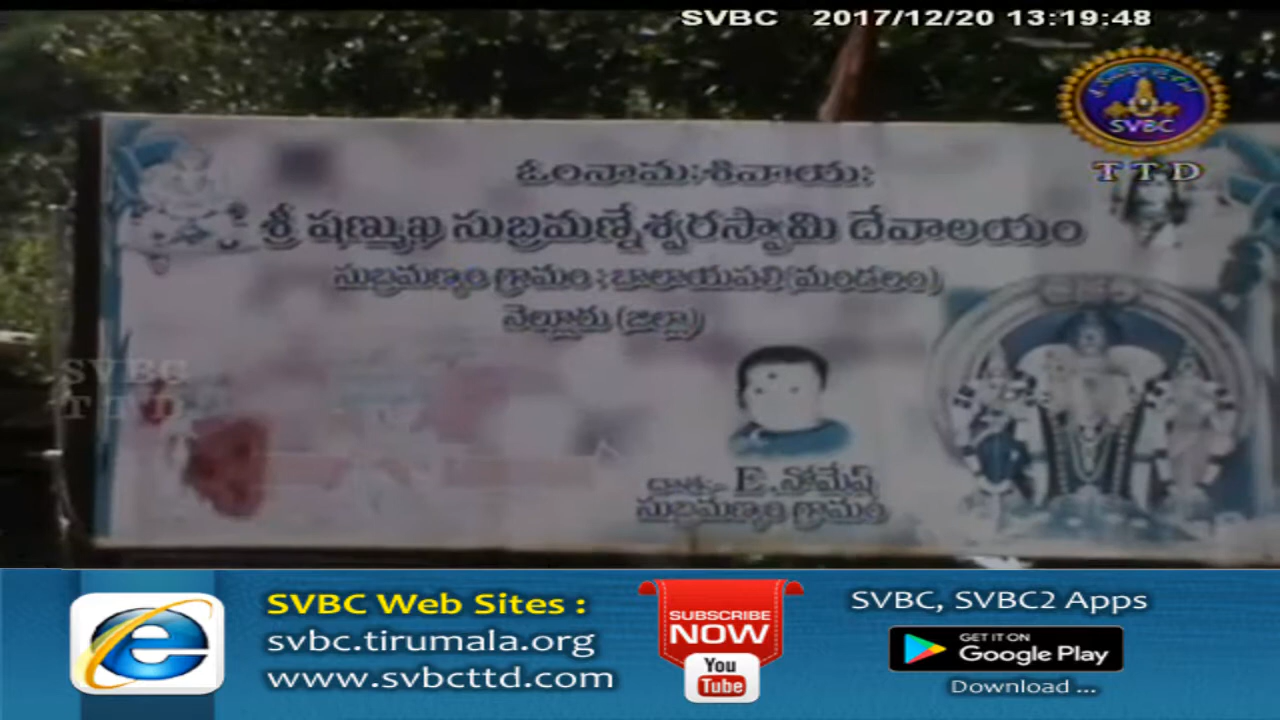 SVBC 2017/12/20 13:19:48
SVBC
TTD
ఓంనామ:శివాయ:
శ్రీ షణ్ముఖ సుబ్రమణ్నేశ్వరస్వామి దేవాలయం
సుబ్రమణ్యం గ్రామం : బాలాయపల్లి(మండలం)
నెల్లూరు (జిల్లా)
SVBC
TTD
దాత:- E. సోమేష్
సుబ్రమణ్యం గ్రామం
SVBC Web Sites :
svbc.tirumala.org
www.svbcttd.com
SUBSCRIBE
NOW
You
Tube
SVBC, SVBC2 Apps
GET IT ON
Google Play
Download ...